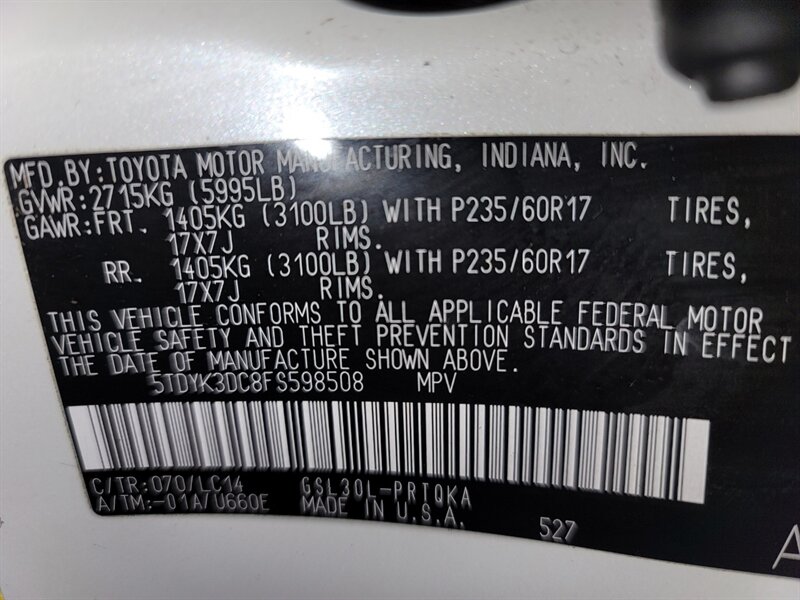 MFD.BY:TOYOTA MOTOR MANUFACTURING, INDIANA, INC.
GVWR:2715KG (5995LB)
GAWR:FRT. 1405KG (3100LB) WITH P235/60R17 TIRES,
17X7J RIMS.
RR. 1405KG (3100LB) WITH P235/60R17 TIRES,
17X7J RIMS.
THIS VEHICLE CONFORMS TO ALL APPLICABLE FEDERAL MOTOR
VEHICLE SAFETY AND THEFT PREVENTION STANDARDS IN EFFECT
THE DATE OF MANUFACTURE SHOWN ABOVE.
5TDYK3DC8FS598508 MPV
C/TR:070/LC14 GSL30L-PRTQKA
A/TM:-01A/U660E MADE IN U.S.A.
527
A